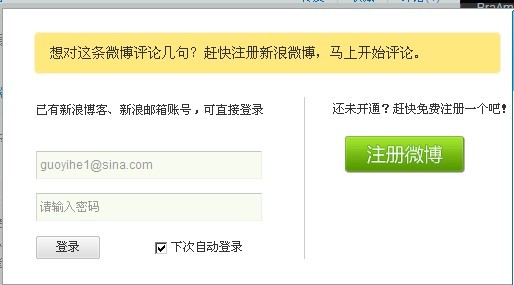 BraAm
想对这条微博评论几句？赶快注册新浪微博，马上开始评论。
已有新浪博客、新浪邮箱账号，可直接登录
还未开通？赶快免费注册一个吧！
guoyihe1@sina.com
注册微博
请输入密码
登录
下次自动登录